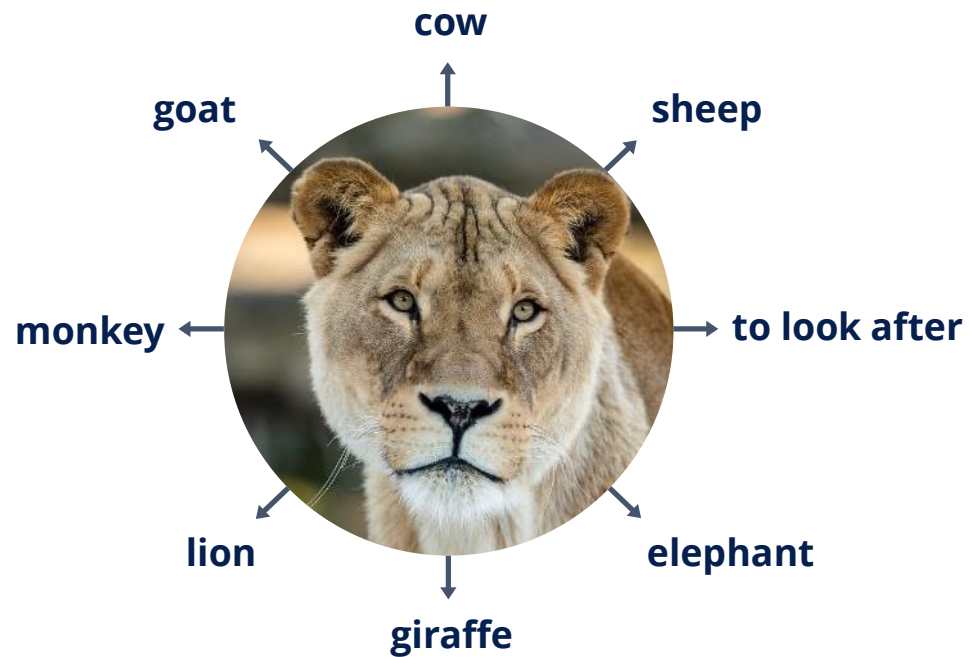 cow
goat
sheep
monkey
to look after
lion
elephant
giraffe